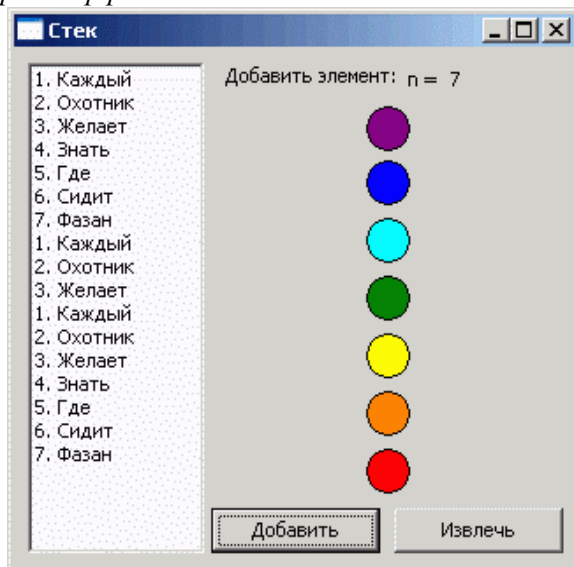 Стек
1. Каждый
2. Охотник
3. Желает
4. Знать
5. Где
6. Сидит
7. Фазан
1. Каждый
2. Охотник
3. Желает
1. Каждый
2. Охотник
3. Желает
4. Знать
5. Где
6. Сидит
7. Фазан
Добавить элемент: n = 7
Добавить
Извлечь